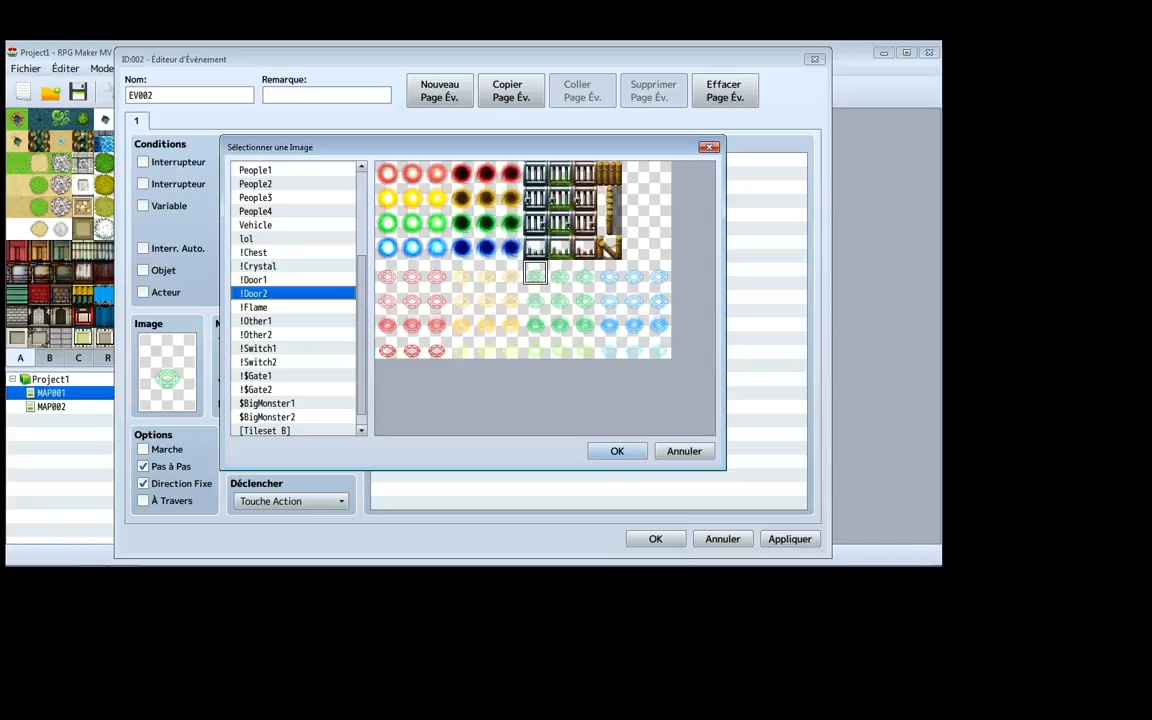 Project1 - RPG Maker MV
ID:002 - Éditeur d'Évènement
Fichier
Éditer
Mode
Nom:
EV002
Remarque:
Nouveau
Page Év.
Copier
Page Év.
Coller
Page Év.
Supprimer
Page Év.
Effacer
Page Év.
1
Conditions
Interrupteur
Interrupteur
Variable
Interr. Auto.
Objet
Acteur
Sélectionner une Image
People1
People2
People3
People4
Vehicle
lol
!Chest
!Crystal
!Door1
!Door2
!Flame
!Other1
!Other2
!Switch1
!Switch2
!$Gate1
!$Gate2
$BigMonster1
$BigMonster2
[Tileset B]
OK
Annuler
A
B
C
R
Project1
MAP001
MAP002
Image
Options
Marche
Pas à Pas
Direction Fixe
À Travers
Déclencher
Touche Action
OK
Annuler
Appliquer